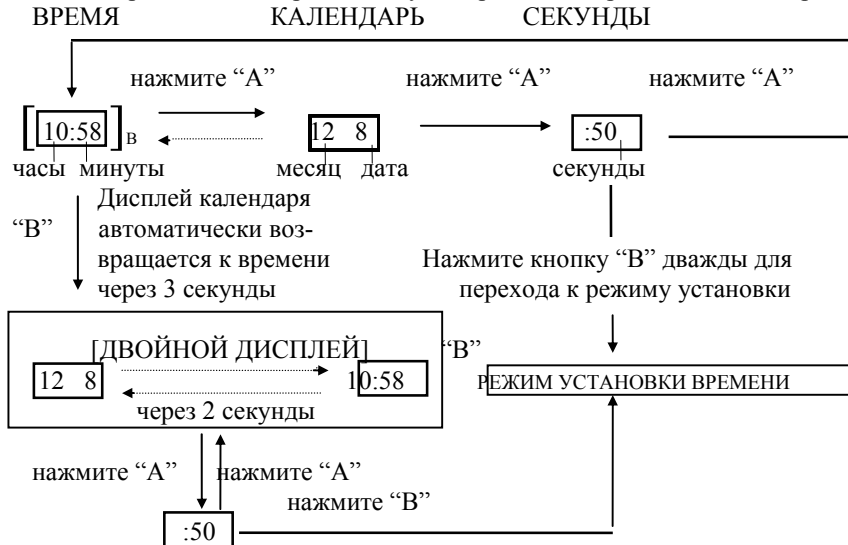 ВРЕМЯ КАЛЕНДАРЬ СЕКУНДЫ
нажмите “А” нажмите “А” нажмите “А”
[10:58]в 12 8 :50
часы минуты месяц дата секунды
“В” Дисплей календаря
автоматически воз-
вращается к времени
через 3 секунды
Нажмите кнопку “В” дважды для
перехода к режиму установки
[ДВОЙНОЙ ДИСПЛЕЙ] “В”
12 8 10:58 РЕЖИМ УСТАНОВКИ ВРЕМЕНИ
через 2 секунды
нажмите “А” нажмите “А”
нажмите “В”
:50